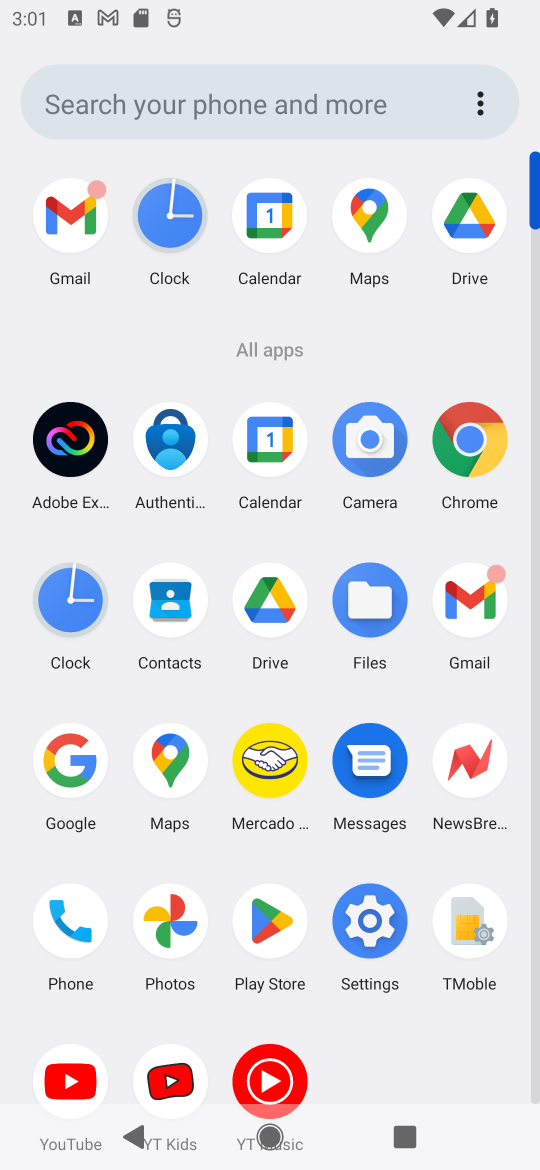 3:01
Search your phone and more
Gmail
Clock
1
Calendar
Maps
Drive
All apps
Adobe Ex...
Authenti...
1
Calendar
Camera
Chrome
Clock
Contacts
Drive
Files
Gmail
Google
Maps
Mercado ...
Messages
NewsBre...
Phone
Photos
Play Store
Settings
TMoble
YouTube
YT Kids
YT Music